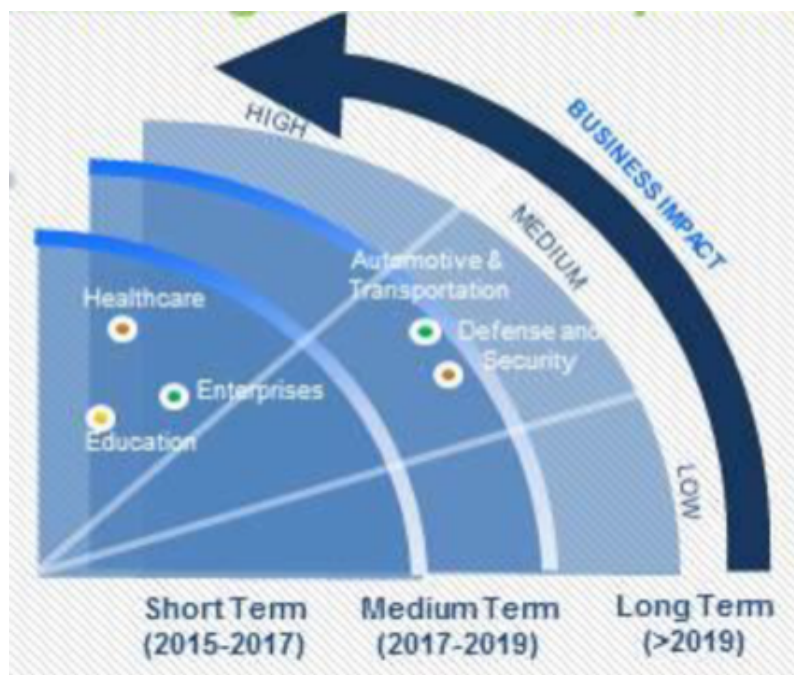 HIGH
MEDIUM
LOW
BUSINESS IMPACT
Automotive &
Transportation
Healthcare
Defense and
Security
Enterprises
Education
Short Term
(2015-2017)
Medium Term
(2017-2019)
Long Term
(>2019)